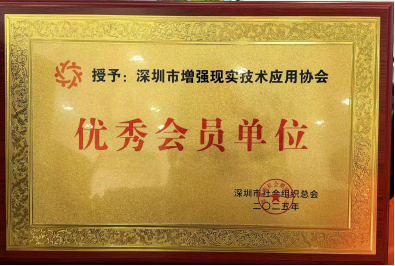 授予：深圳市增强现实技术应用协会
优秀会员单位
深圳市社会组织总会
二〇二五年